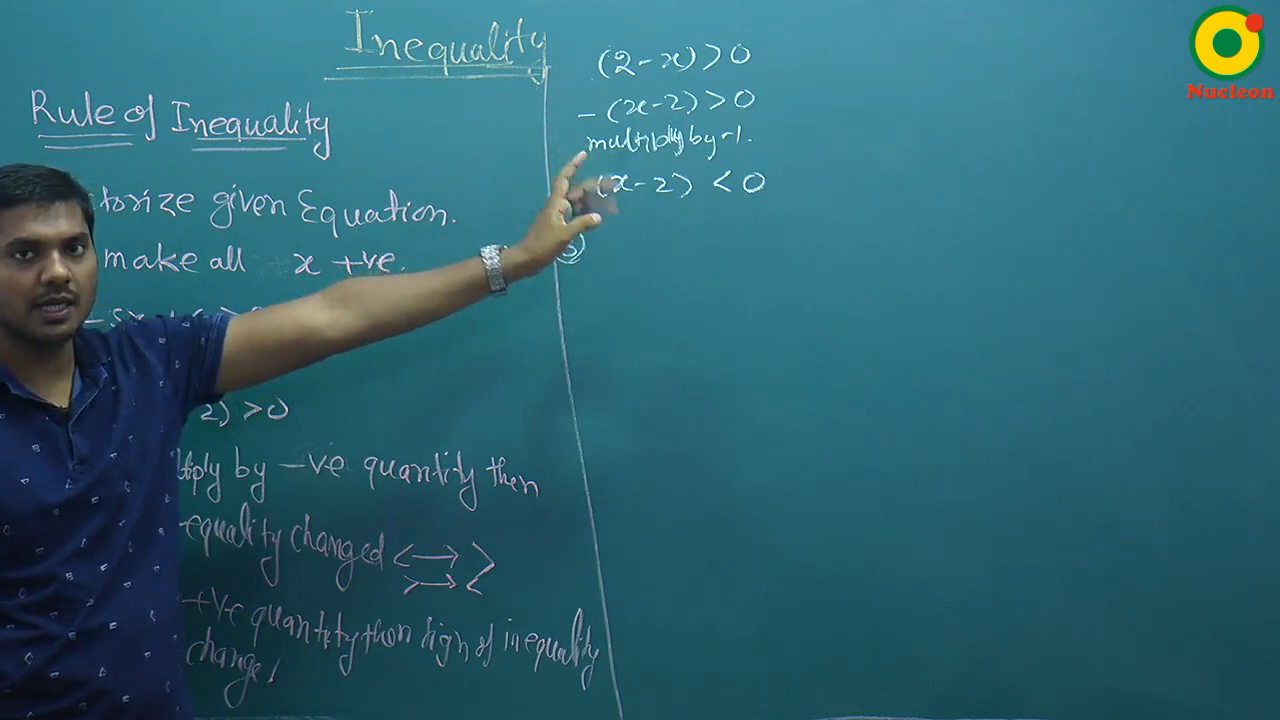 Inequality
Rule of Inequality
torize given Equation.
make all x +ve.
2) >0
tiply by -ve quantity then
equality changed < → >
> → <
+ve quantity then sign of inequality
change!
(2-x) >0
-(x-2) >0
multiply by -1.
(x-2) <0
Nucleon